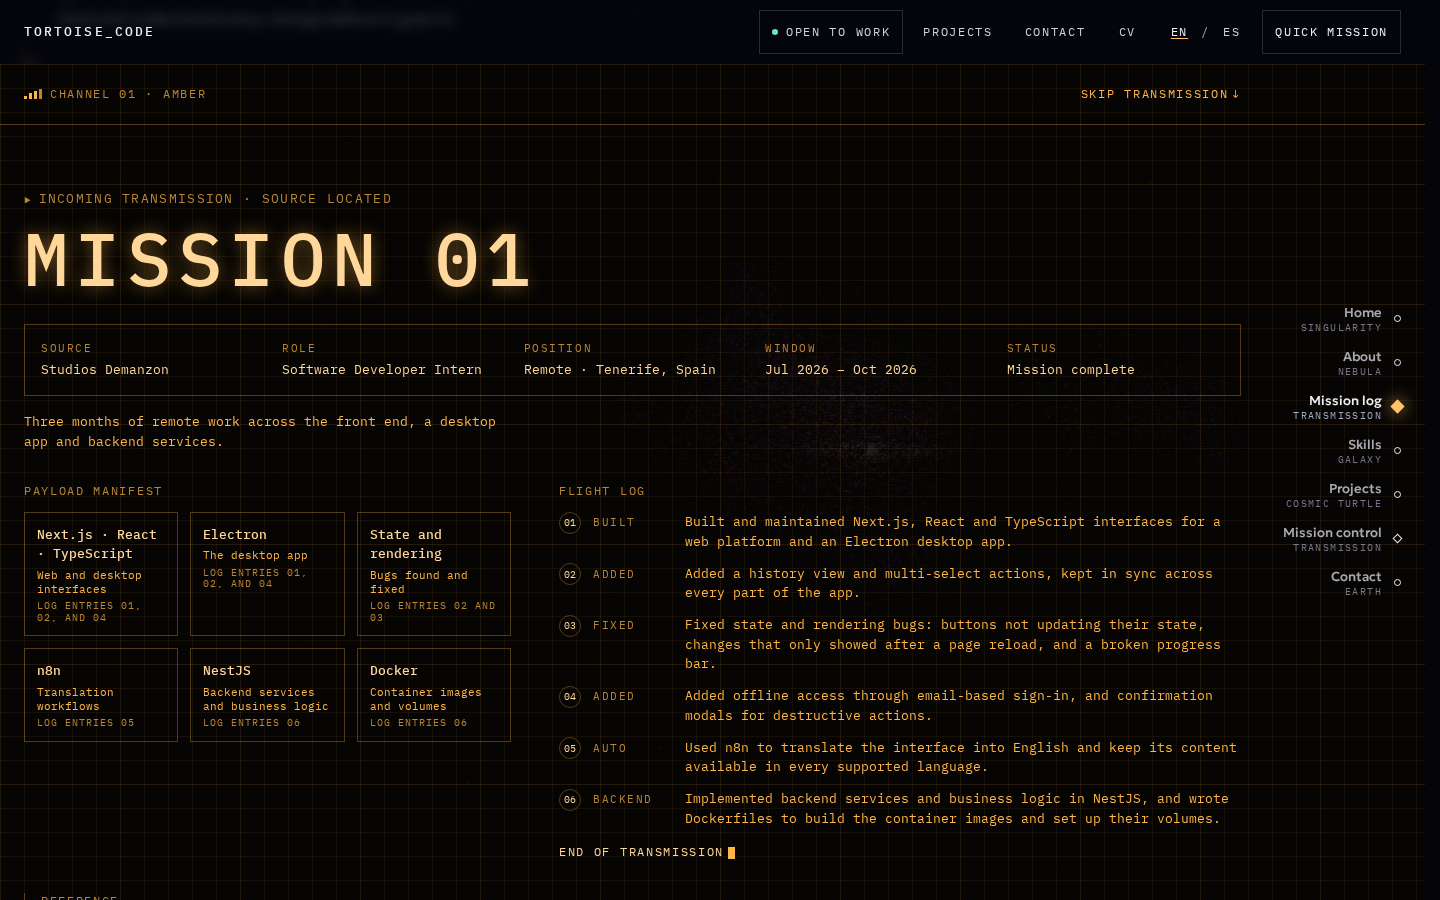 TORTOISE_CODE
OPEN TO WORK
PROJECTS
CONTACT
CV
EN / ES
QUICK MISSION
CHANNEL 01 · AMBER
SKIP TRANSMISSION ↓
▶ INCOMING TRANSMISSION · SOURCE LOCATED
MISSION 01
SOURCE
Studios Demanzon
ROLE
Software Developer Intern
POSITION
Remote · Tenerife, Spain
WINDOW
Jul 2026 – Oct 2026
STATUS
Mission complete
Three months of remote work across the front end, a desktop
app and backend services.
PAYLOAD MANIFEST
Next.js · React
· TypeScript
Web and desktop
interfaces
LOG ENTRIES 01,
02, AND 04
Electron
The desktop app
LOG ENTRIES 01,
02, AND 04
State and
rendering
Bugs found and
fixed
LOG ENTRIES 02 AND
03
n8n
Translation
workflows
LOG ENTRIES 05
NestJS
Backend services
and business logic
LOG ENTRIES 06
Docker
Container images
and volumes
LOG ENTRIES 06
FLIGHT LOG
01 BUILT
Built and maintained Next.js, React and TypeScript interfaces for a
web platform and an Electron desktop app.
02 ADDED
Added a history view and multi-select actions, kept in sync across
every part of the app.
03 FIXED
Fixed state and rendering bugs: buttons not updating their state,
changes that only showed after a page reload, and a broken progress
bar.
04 ADDED
Added offline access through email-based sign-in, and confirmation
modals for destructive actions.
05 AUTO
Used n8n to translate the interface into English and keep its content
available in every supported language.
06 BACKEND
Implemented backend services and business logic in NestJS, and wrote
Dockerfiles to build the container images and set up their volumes.
END OF TRANSMISSION
Home
SINGULARITY
About
NEBULA
Mission log
TRANSMISSION
Skills
GALAXY
Projects
COSMIC TURTLE
Mission control
TRANSMISSION
Contact
EARTH
REFERENCE